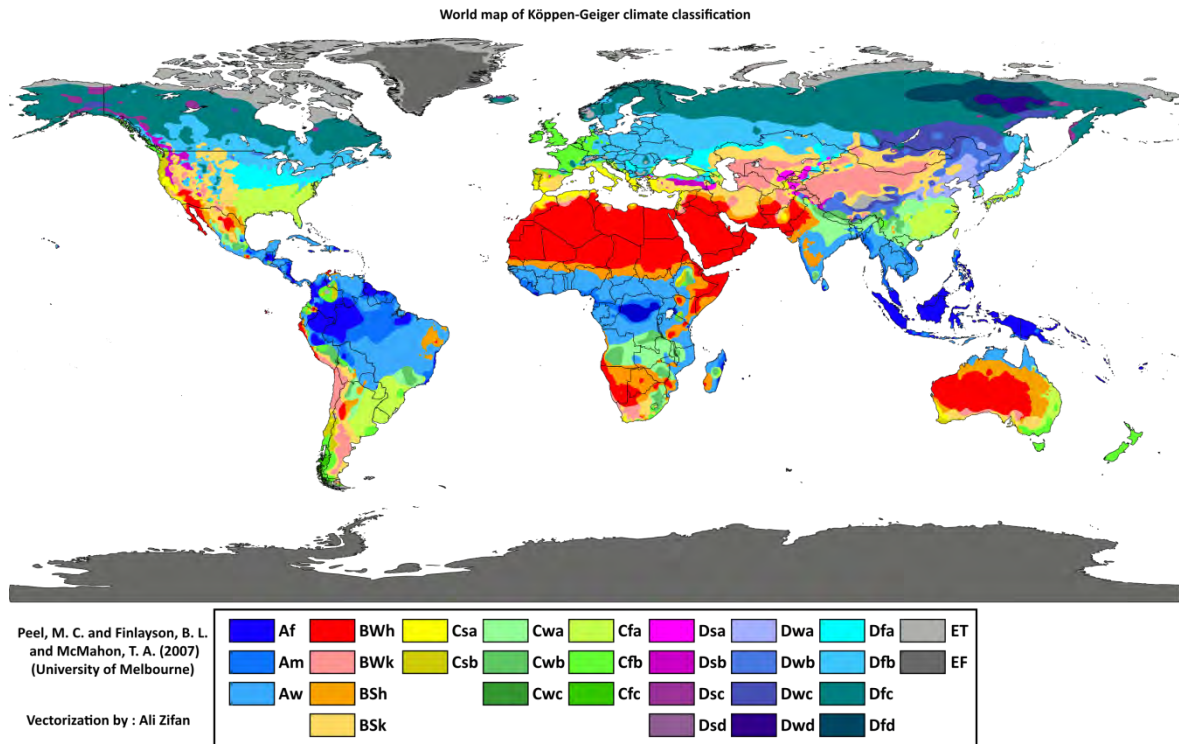 World map of Köppen-Geiger climate classification
Peel, M. C. and Finlayson, B. L.
and McMahon, T. A. (2007)
(University of Melbourne)
Vectorization by : Ali Zifan
Af BWh Csa Cwa Cfa Dsa Dwa Dfa ET
Am BWk Csb Cwb Cfb Dsb Dwb Dfb EF
Aw BSh Cwc Cfc Dsc Dwc Dfc
BSk Dsd Dwd Dfd